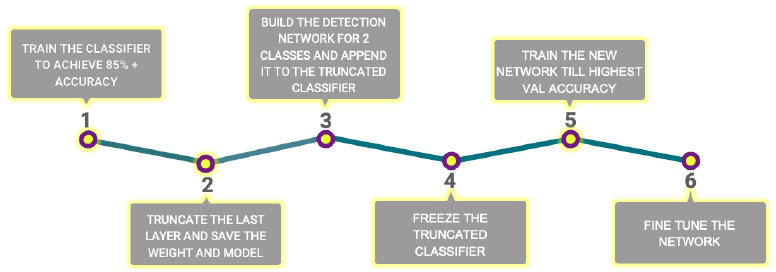 TRAIN THE CLASSIFIER
TO ACHIEVE 85% +
ACCURACY
1
TRUNCATE THE LAST
LAYER AND SAVE THE
WEIGHT AND MODEL
2
BUILD THE DETECTION
NETWORK FOR 2
CLASSES AND APPEND
IT TO THE TRUNCATED
CLASSIFIER
3
FREEZE THE
TRUNCATED
CLASSIFIER
4
TRAIN THE NEW
NETWORK TILL HIGHEST
VAL ACCURACY
5
FINE TUNE THE
NETWORK
6